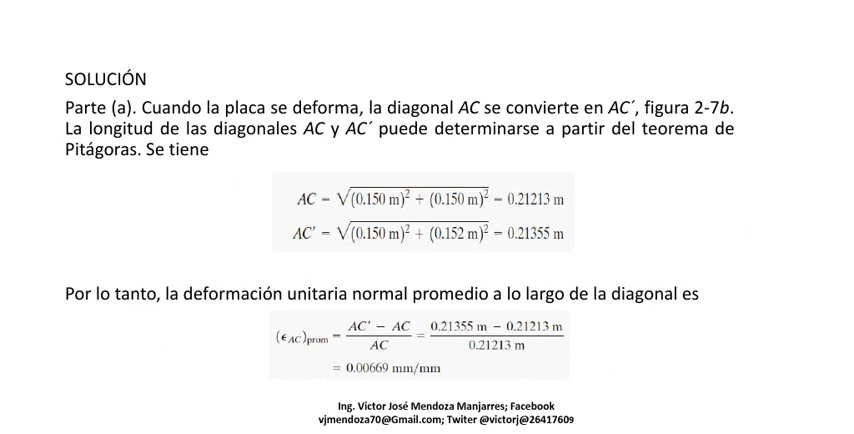 SOLUCIÓN
Parte (a). Cuando la placa se deforma, la diagonal AC se convierte en AC´, figura 2-7b.
La longitud de las diagonales AC y AC´ puede determinarse a partir del teorema de
Pitágoras. Se tiene
AC = √(0.150 m)² + (0.150 m)² = 0.21213 m
AC' = √(0.150 m)² + (0.152 m)² = 0.21355 m
Por lo tanto, la deformación unitaria normal promedio a lo largo de la diagonal es
(ϵAC)prom = AC' − AC / AC = 0.21355 m − 0.21213 m / 0.21213 m
= 0.00669 mm/mm
Ing. Victor José Mendoza Manjarres; Facebook
vjmendoza70@Gmail.com; Twiter @victorj@26417609